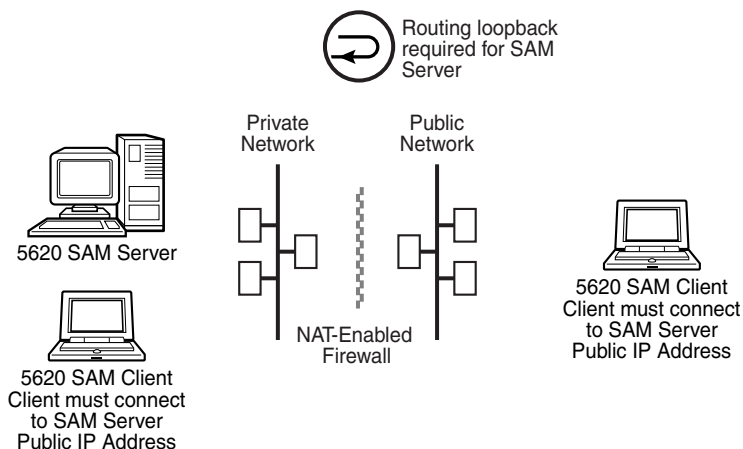 Routing loopback
required for SAM
Server
Private
Network
Public
Network
5620 SAM Server
NAT-Enabled
Firewall
5620 SAM Client
Client must connect
to SAM Server
Public IP Address
5620 SAM Client
Client must connect
to SAM Server
Public IP Address